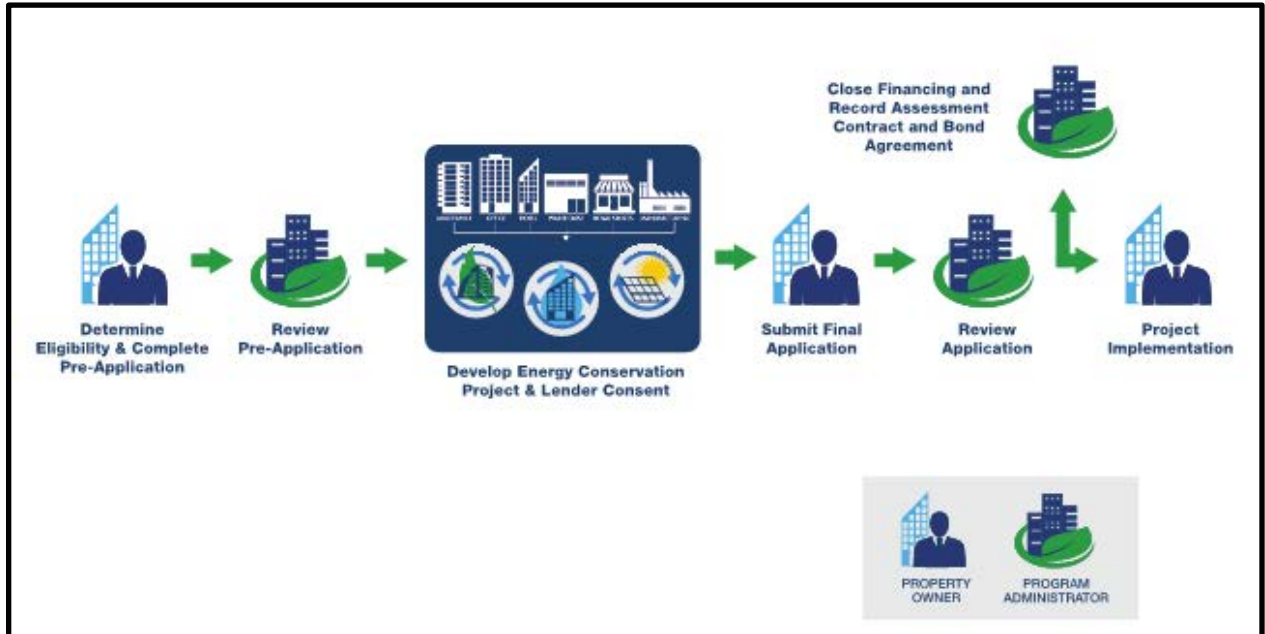 Close Financing and
Record Assessment
Contract and Bond
Agreement
Determine
Eligibility & Complete
Pre-Application
Review
Pre-Application
Develop Energy Conservation
Project & Lender Consent
Submit Final
Application
Review
Application
Project
Implementation
PROPERTY
OWNER
PROGRAM
ADMINISTRATOR